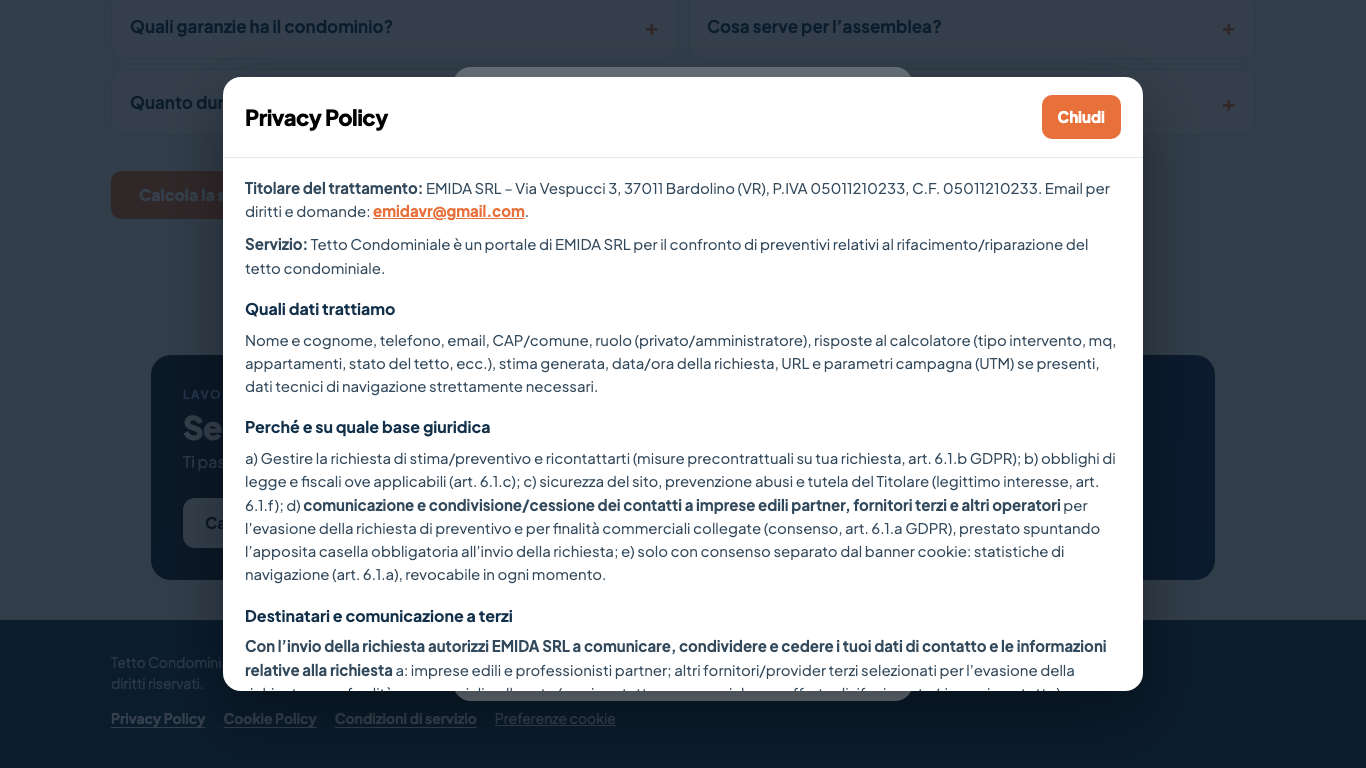 Quali garanzie ha il condominio?
+
Cosa serve per l’assemblea?
+
Quanto
+
Privacy Policy
Chiudi
Calcola la
Titolare del trattamento: EMIDA SRL – Via Vespucci 3, 37011 Bardolino (VR), P.IVA 05011210233, C.F. 05011210233. Email per
diritti e domande: emidavr@gmail.com.
Servizio: Tetto Condominiale è un portale di EMIDA SRL per il confronto di preventivi relativi al rifacimento/riparazione del
tetto condominiale.
Quali dati trattiamo
Nome e cognome, telefono, email, CAP/comune, ruolo (privato/amministratore), risposte al calcolatore (tipo intervento, mq,
appartamenti, stato del tetto, ecc.), stima generata, data/ora della richiesta, URL e parametri campagna (UTM) se presenti,
dati tecnici di navigazione strettamente necessari.
Perché e su quale base giuridica
a) Gestire la richiesta di stima/preventivo e ricontattarti (misure precontrattuali su tua richiesta, art. 6.1.b GDPR); b) obblighi di
legge e fiscali ove applicabili (art. 6.1.c); c) sicurezza del sito, prevenzione abusi e tutela del Titolare (legittimo interesse, art.
6.1.f); d) comunicazione e condivisione/cessione dei contatti a imprese edili partner, fornitori terzi e altri operatori per
l’evasione della richiesta di preventivo e per finalità commerciali collegate (consenso, art. 6.1.a GDPR), prestato spuntando
l’apposita casella obbligatoria all’invio della richiesta; e) solo con consenso separato dal banner cookie: statistiche di
navigazione (art. 6.1.a), revocabile in ogni momento.
Destinatari e comunicazione a terzi
Con l’invio della richiesta autorizzi EMIDA SRL a comunicare, condividere e cedere i tuoi dati di contatto e le informazioni
relative alla richiesta a: imprese edili e professionisti partner; altri fornitori/provider terzi selezionati per l’evasione della
Ti
diritti riservati.
Privacy Policy
Cookie Policy
Condizioni di servizio
Preferenze cookie